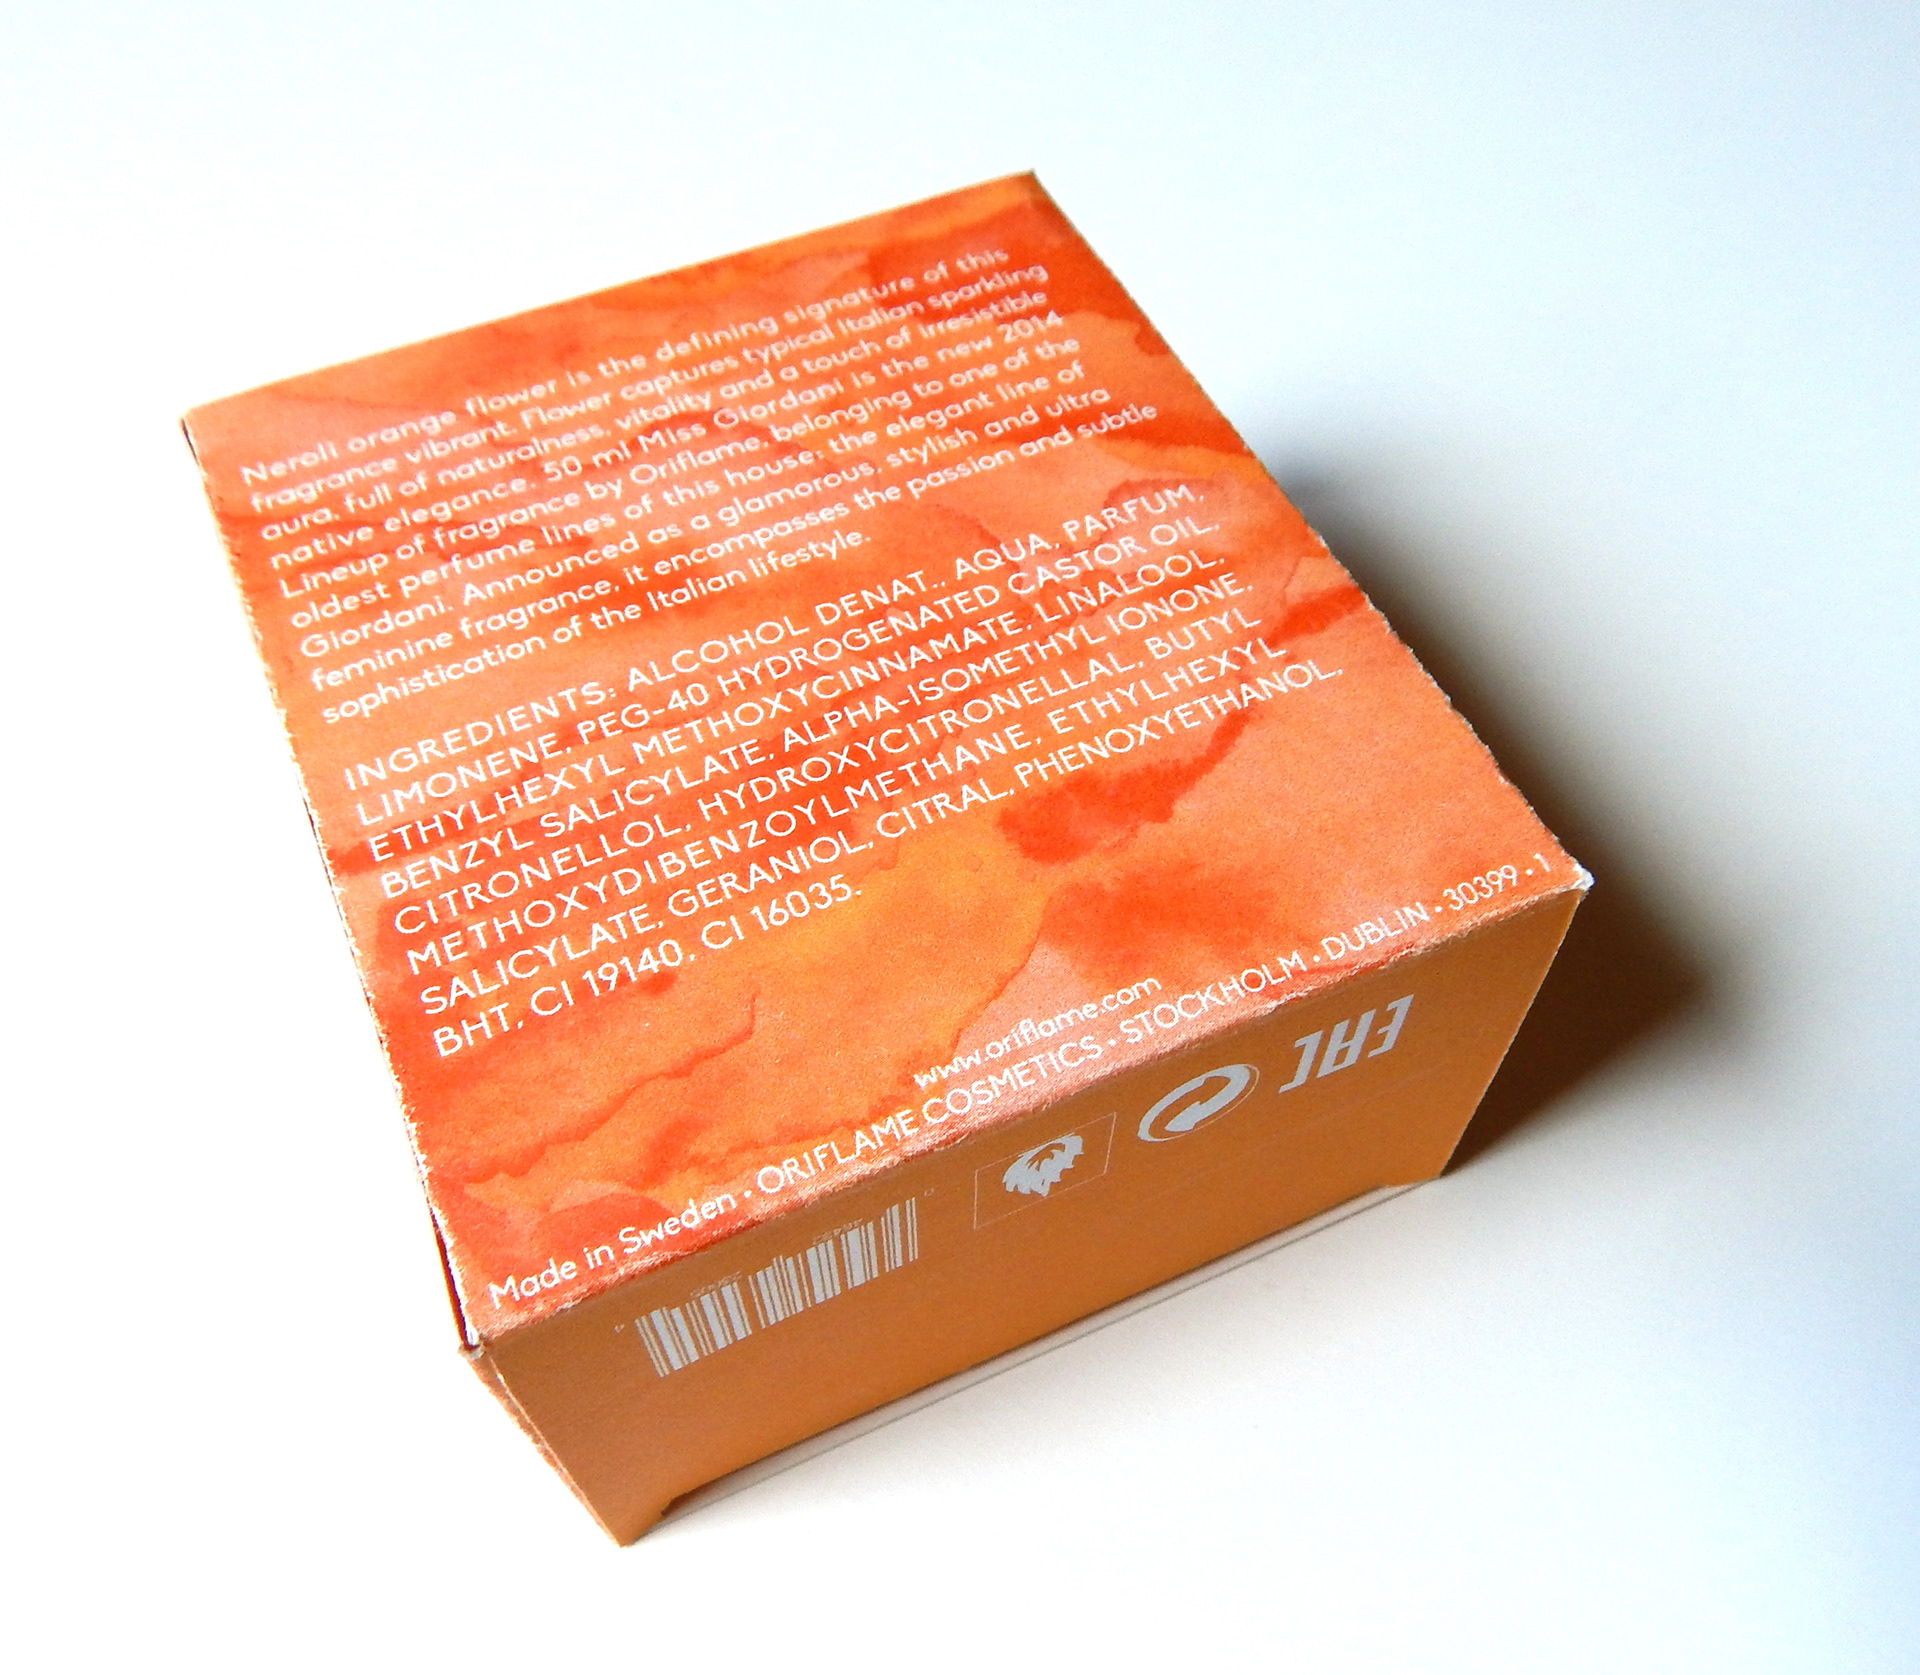 Neroli orange flower is the defining signature of this
fragrance vibrant. Flower captures typical Italian sparkling
aura, full of naturalness, vitality and a touch of irresistible
native elegance. 50 ml Miss Giordani is the new 2014
Lineup of fragrance by Oriflame, belonging to one of the
oldest perfume lines of this house: the elegant line of
Giordani. Announced as a glamorous, stylish and ultra
feminine fragrance, it encompasses the passion and subtle
sophistication of the Italian lifestyle.
INGREDIENTS: ALCOHOL DENAT., AQUA, PARFUM,
LIMONENE, PEG-40 HYDROGENATED CASTOR OIL,
ETHYLHEXYL METHOXYCINNAMATE, LINALOOL,
BENZYL SALICYLATE, ALPHA-ISOMETHYL IONONE,
CITRONELLOL, HYDROXYCITRONELLAL, BUTYL
METHOXYDIBENZOYLMETHANE, ETHYLHEXYL
SALICYLATE, GERANIOL, CITRAL, PHENOXYETHANOL,
BHT, CI 19140, CI 16035.
www.oriflame.com
Made in Sweden • ORIFLAME COSMETICS • STOCKHOLM • DUBLIN • 30399 • 1
EAC